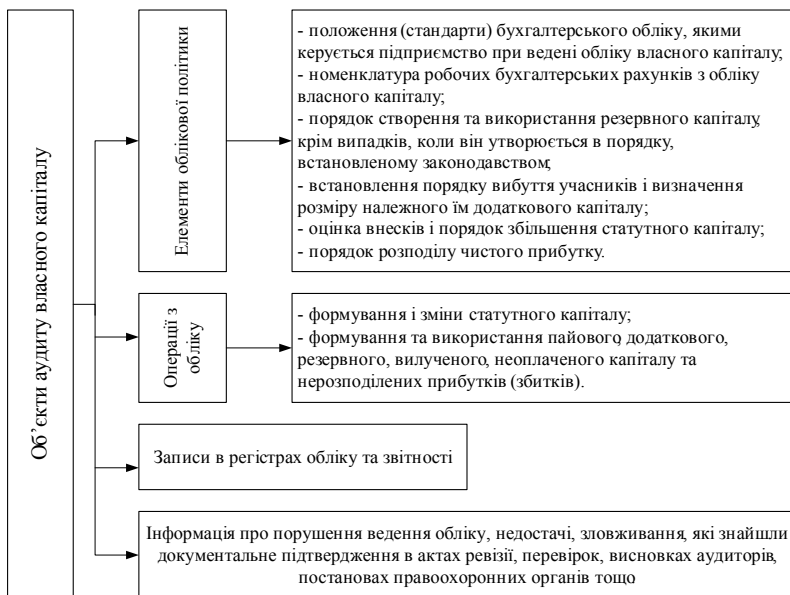 Об’єкти аудиту власного капіталу
Елементи облікової політики
- положення (стандарти) бухгалтерського обліку, якими
керується підприємство при ведені обліку власного капіталу;
- номенклатура робочих бухгалтерських рахунків з обліку
власного капіталу;
- порядок створення та використання резервного капіталу,
крім випадків, коли він утворюється в порядку,
встановленому законодавством;
- встановлення порядку вибуття учасників і визначення
розміру належного їм додаткового капіталу;
- оцінка внесків і порядок збільшення статутного капіталу;
- порядок розподілу чистого прибутку.
Операції з
обліку
- формування і зміни статутного капіталу;
- формування та використання пайового, додаткового,
резервного, вилученого, неоплаченого капіталу та
нерозподілених прибутків (збитків).
Записи в регістрах обліку та звітності
Інформація про порушення ведення обліку, недостачі, зловживання, які знайшли
документальне підтвердження в актах ревізії, перевірок, висновках аудиторів,
постановах правоохоронних органів тощо